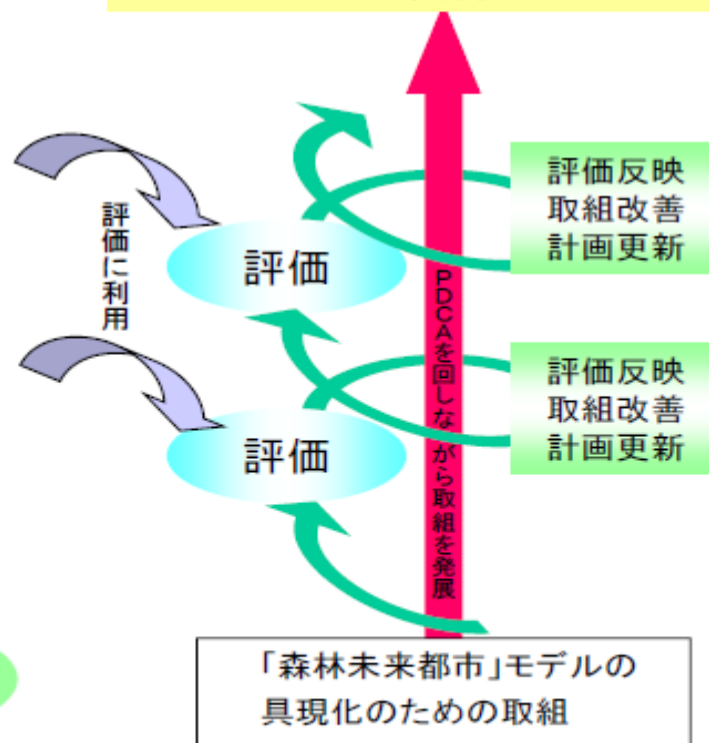 評価に利用
評価
評価反映
取組改善
計画更新
評価
評価反映
取組改善
計画更新
PDCAを回しながら取組を発展
「森林未来都市」モデルの
具現化のための取組